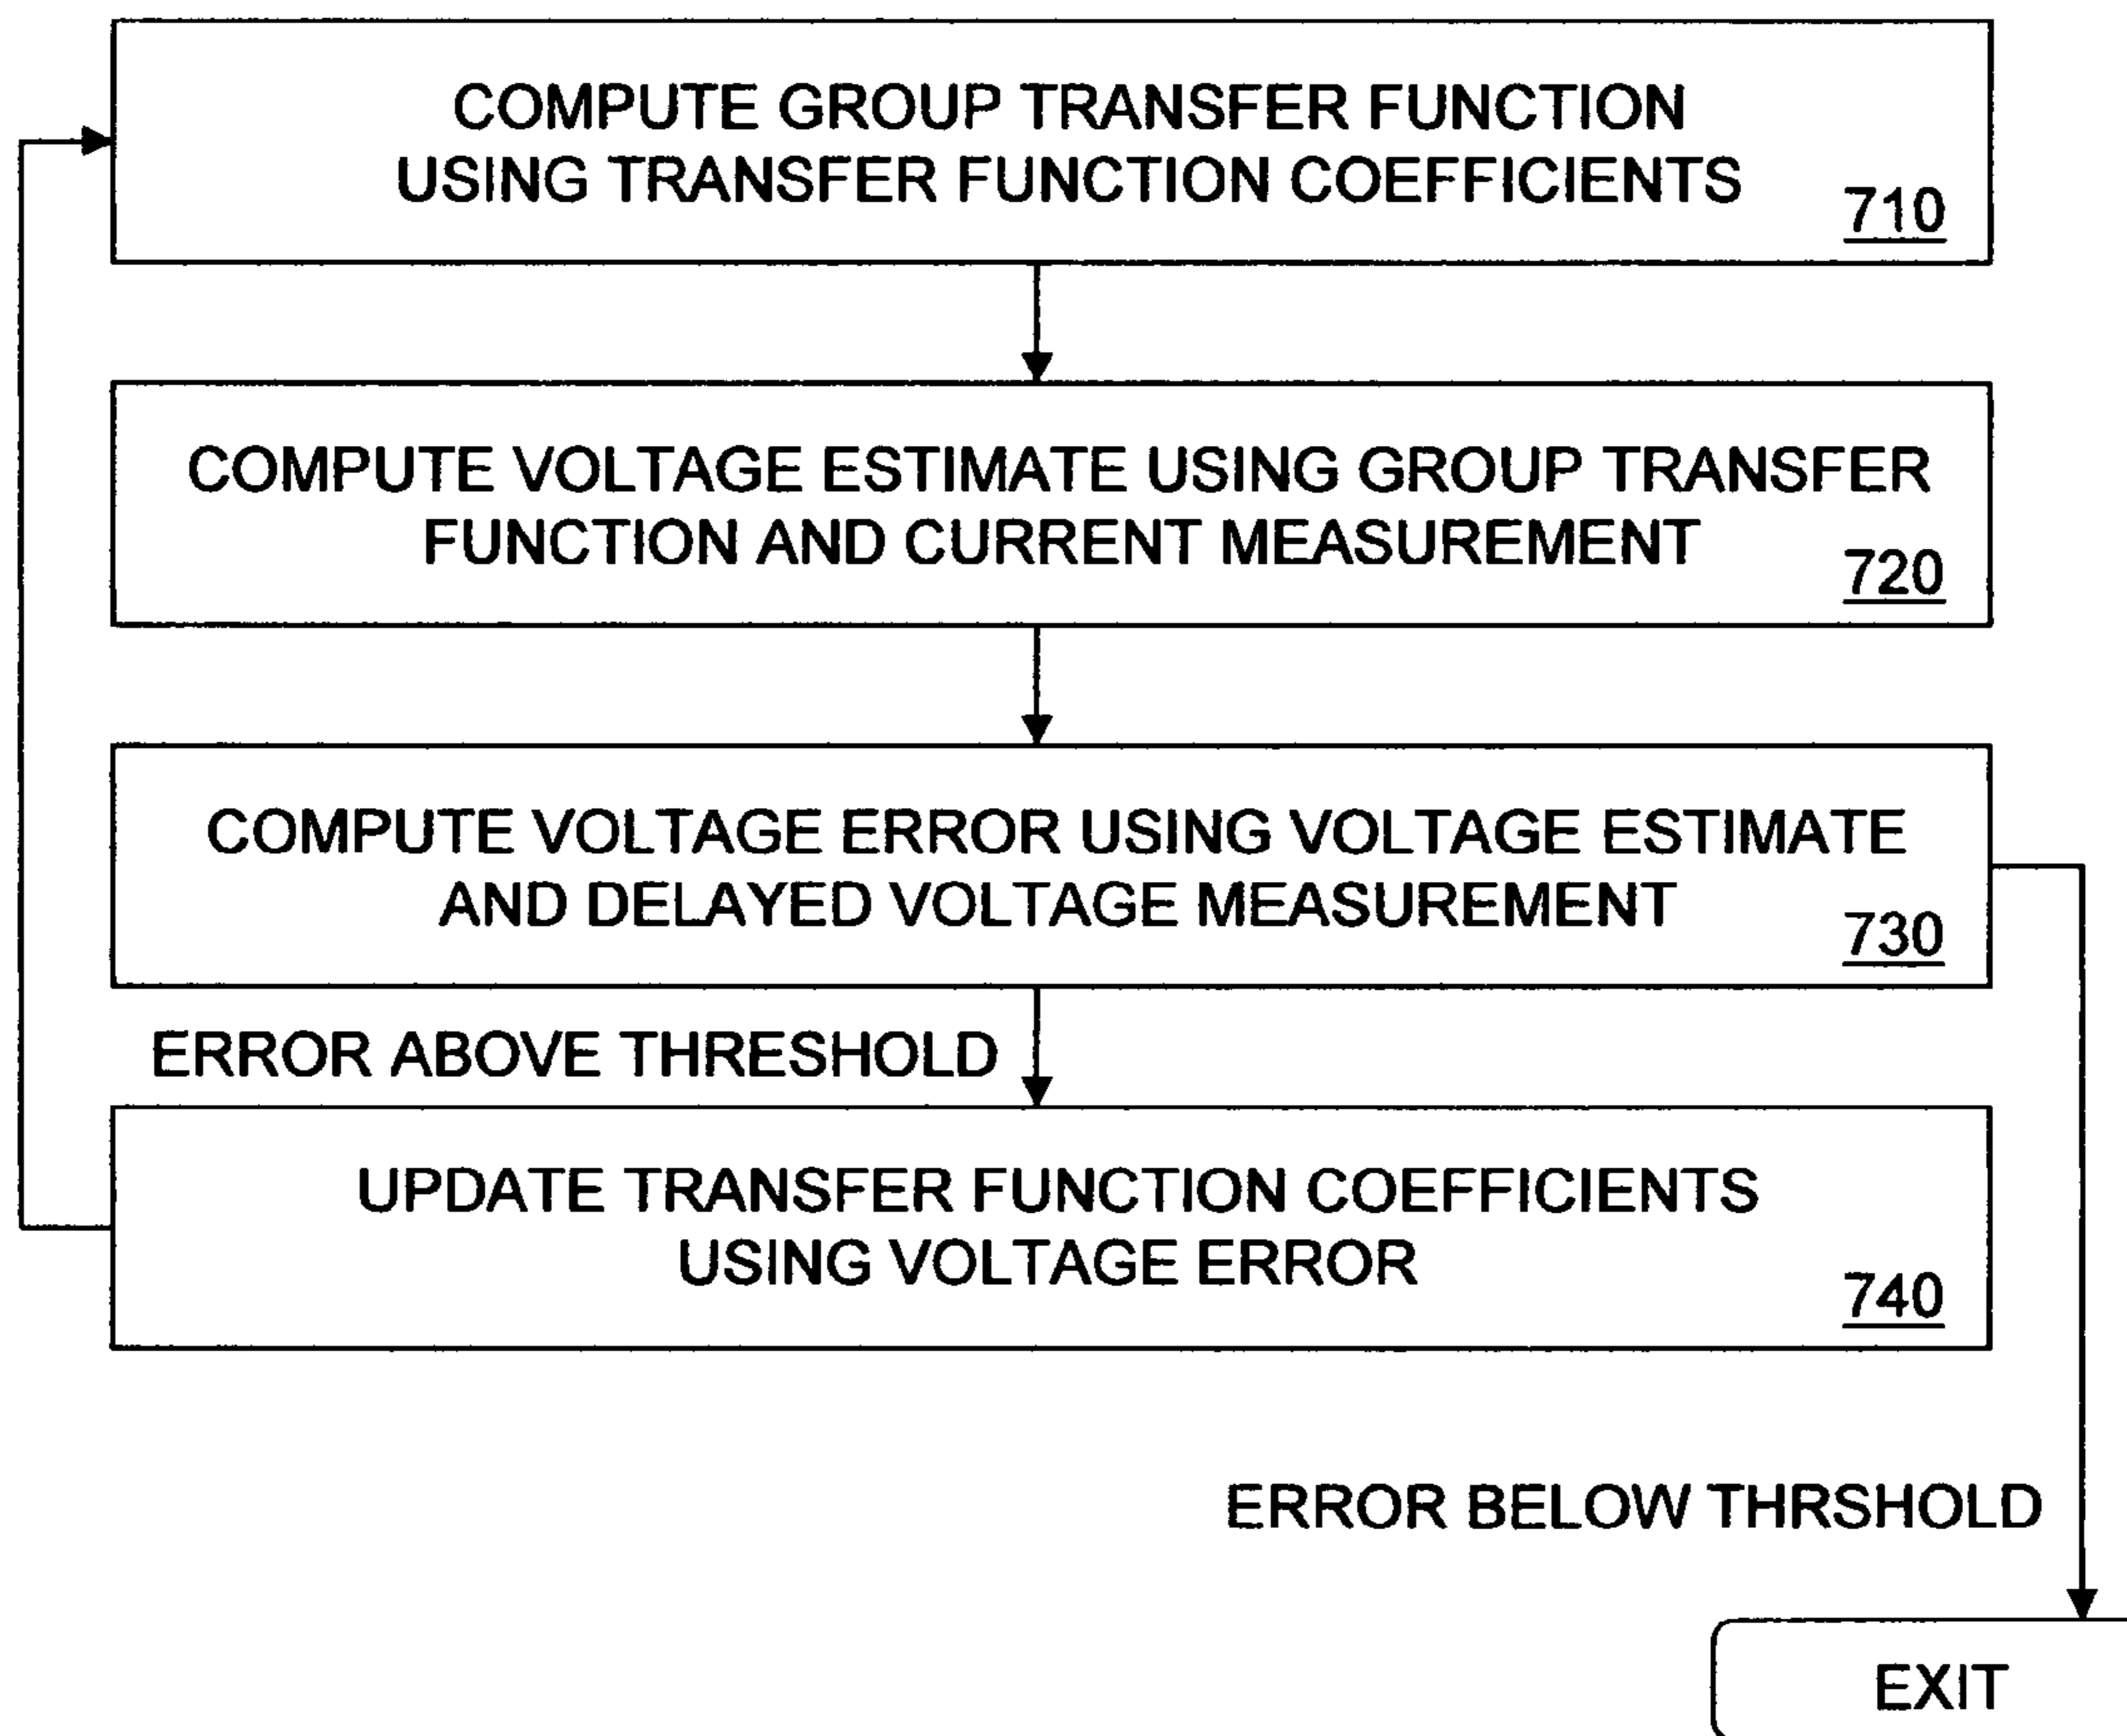 COMPUTE GROUP TRANSFER FUNCTION
USING TRANSFER FUNCTION COEFFICIENTS
710
COMPUTE VOLTAGE ESTIMATE USING GROUP TRANSFER
FUNCTION AND CURRENT MEASUREMENT
720
COMPUTE VOLTAGE ERROR USING VOLTAGE ESTIMATE
AND DELAYED VOLTAGE MEASUREMENT
730
ERROR ABOVE THRESHOLD
UPDATE TRANSFER FUNCTION COEFFICIENTS
USING VOLTAGE ERROR
740
ERROR BELOW THRSHOLD
EXIT